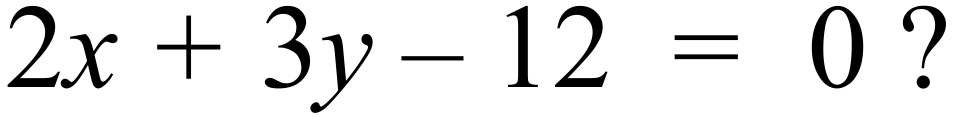 2x + 3y − 12 = 0 ?